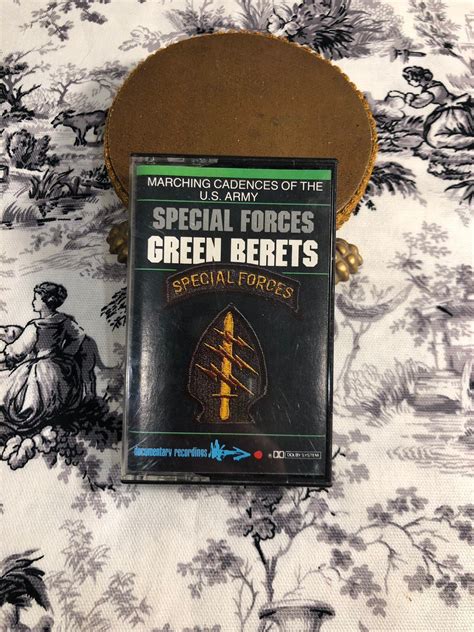 MARCHING CADENCES OF THE
U.S. ARMY
SPECIAL FORCES
GREEN BERETS
SPECIAL FORCES
documentary recordings
DOLBY SYSTEM